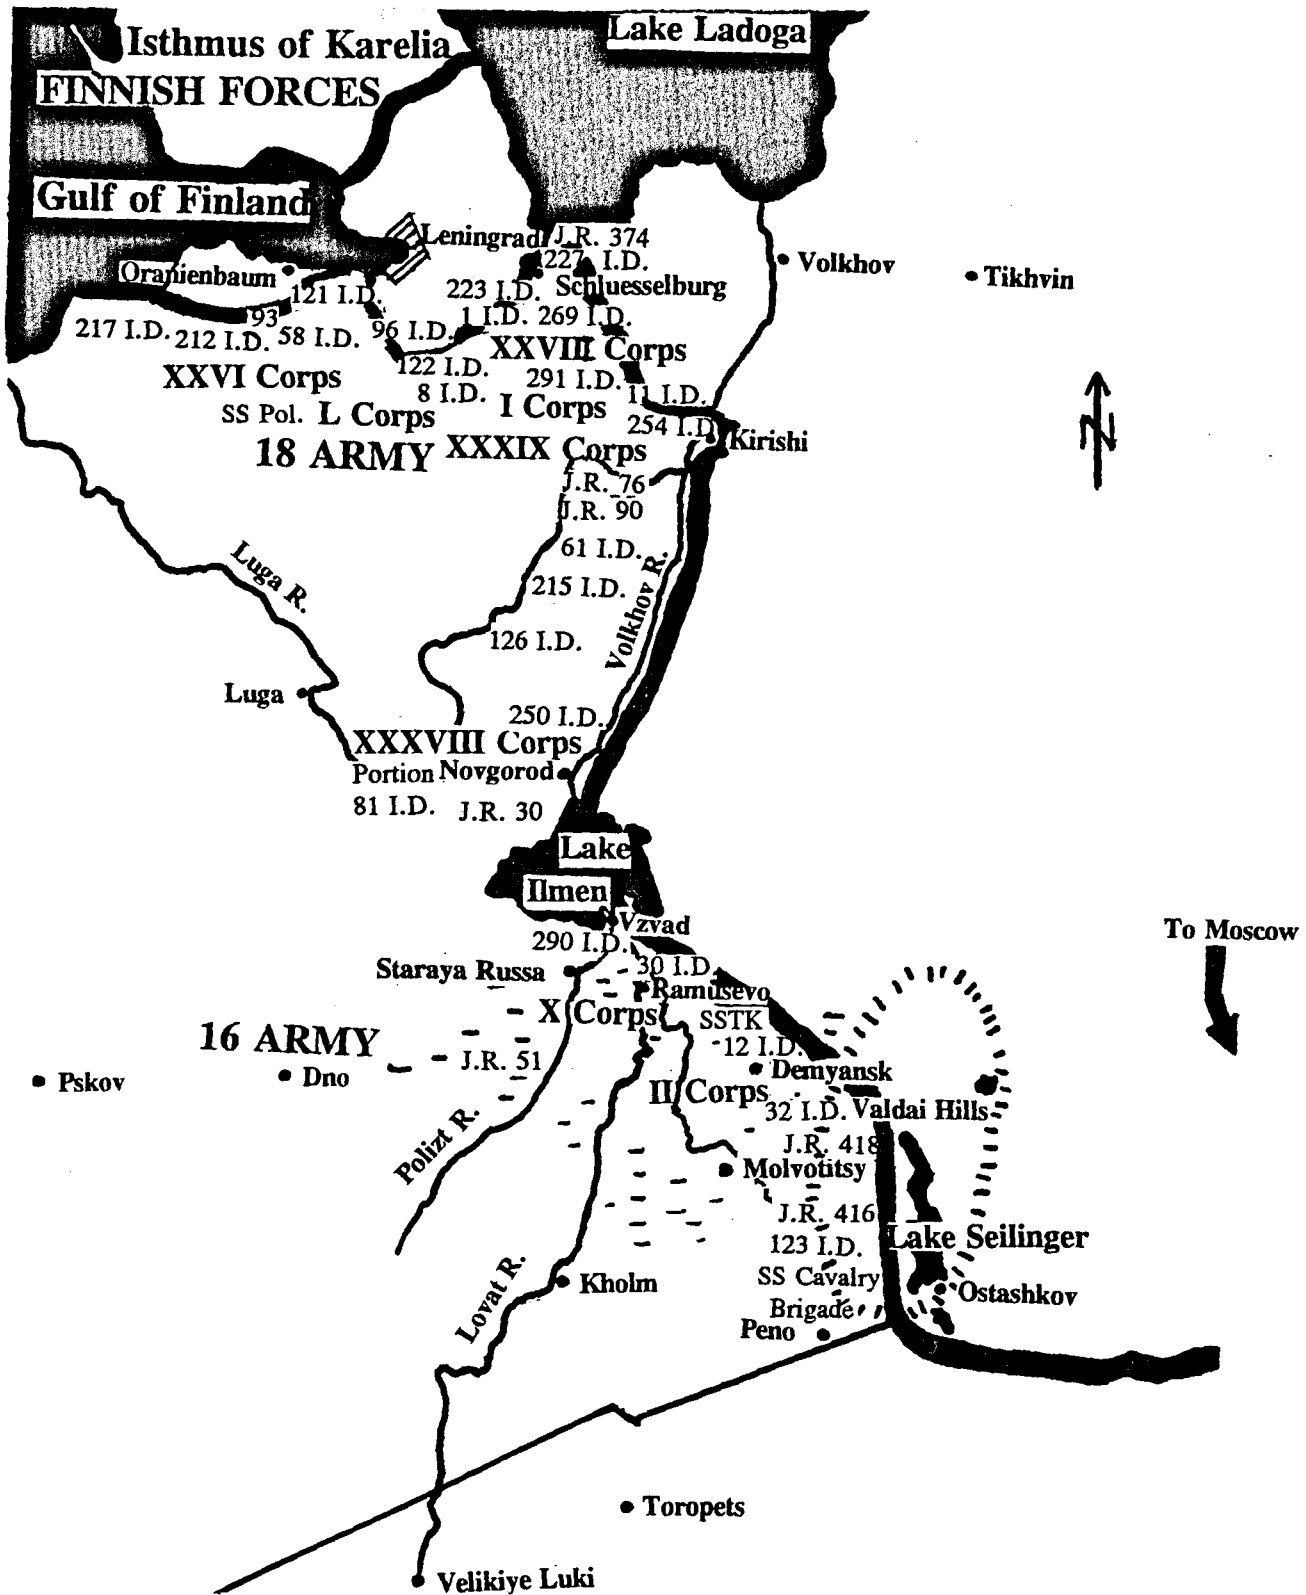 Isthmus of Karelia
FINNISH FORCES
Lake Ladoga
Gulf of Finland
Leningrad
J.R. 374
227 I.D.
Oranienbaum
Volkhov
Tikhvin
121 I.D.
223 I.D.
Schluesselburg
93
217 I.D.
212 I.D.
58 I.D.
96 I.D.
1 I.D.
269 I.D.
XXVIII Corps
122 I.D.
XXVI Corps
291 I.D.
8 I.D.
11 I.D.
SS Pol.
L Corps
I Corps
254 I.D
Kirishi
18 ARMY
XXXIX Corps
J.R. 76
J.R. 90
61 I.D.
Luga R.
215 I.D.
Volkhov R.
126 I.D.
Luga
250 I.D.
XXXVIII Corps
Portion
Novgorod
81 I.D.
J.R. 30
Lake
Ilmen
Vzvad
290 I.D.
To Moscow
Staraya Russa
30 I.D.
Ramusevo
X Corps
SSTK
16 ARMY
12 I.D.
J.R. 51
Pskov
Dno
Demyansk
II Corps
32 I.D.
Valdai Hills
Polizt R.
J.R. 418
Molvotitsy
J.R. 416
123 I.D.
Lake Seilinger
SS Cavalry
Brigade
Kholm
Ostashkov
Lovat R.
Peno
Toropets
Velikiye Luki
N